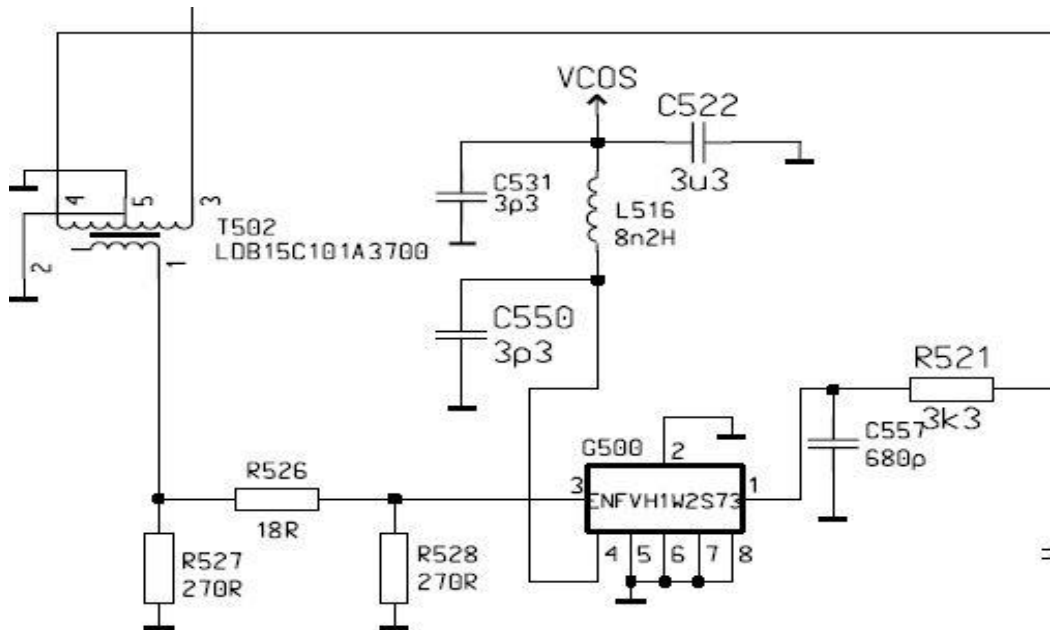 VCOS
C522
3u3
C531
3p3
L516
8n2H
4
5
3
T502
LDB15C101A3700
2
1
C550
3p3
R521
3k3
C557
680p
G500
2
R526
18R
3
ENFVH1W2S73
1
R527
270R
R528
270R
4
5
6
7
8